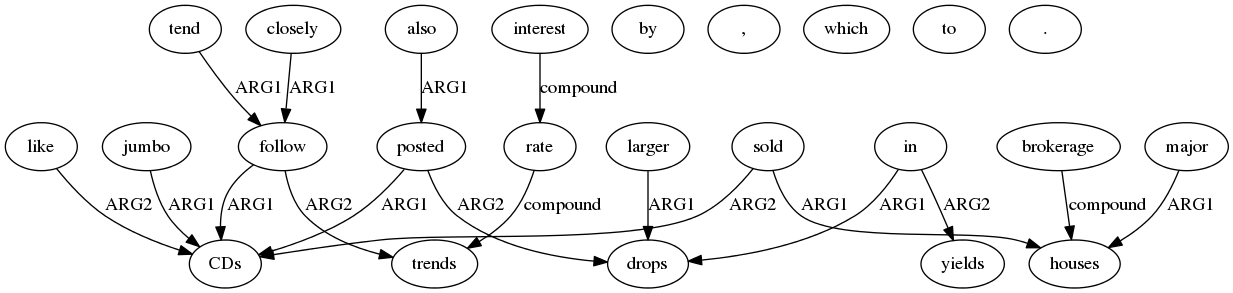 tend closely also interest by , which to .
ARG1 ARG1 ARG1 compound
like jumbo follow posted rate larger sold in brokerage major
ARG2 ARG1 ARG1 ARG2 ARG1 ARG2 compound ARG1 ARG2 ARG1 ARG1 ARG2 compound ARG1
CDs trends drops yields houses